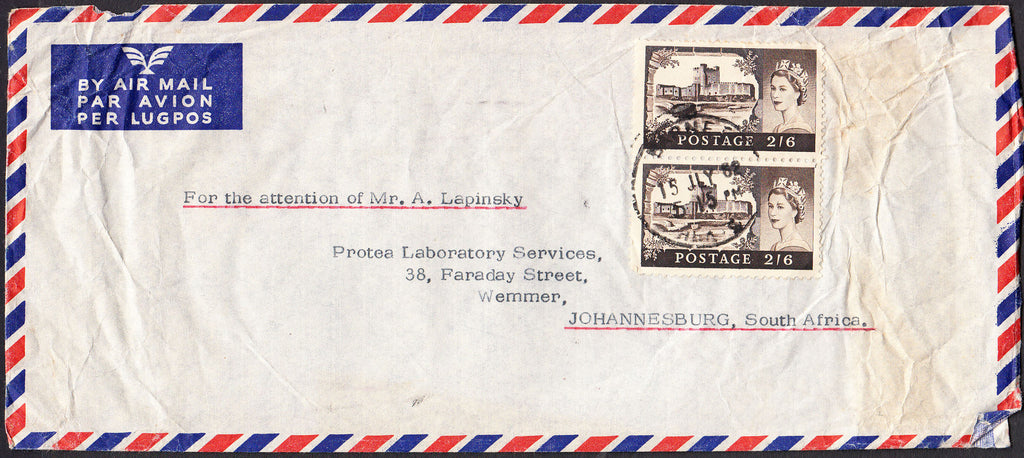 BY AIR MAIL
PAR AVION
PER LUGPOS
POSTAGE 2/6
15 JLY
POSTAGE 2/6
For the attention of Mr. A. Lapinsky
Protea Laboratory Services,
38, Faraday Street,
Wemmer,
JOHANNESBURG, South Africa.